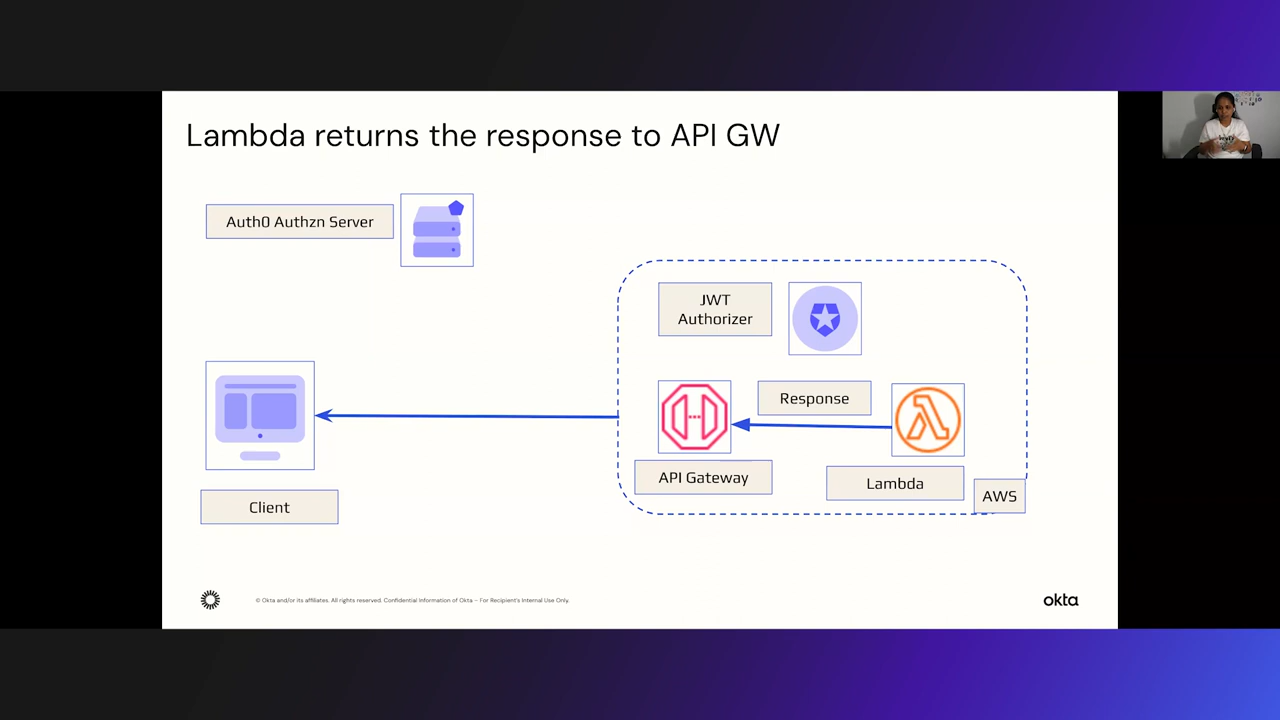 Lambda returns the response to API GW
Auth0 Authzn Server
JWT
Authorizer
Response
API Gateway
Lambda
AWS
Client
© Okta and/or its affiliates. All rights reserved. Confidential Information of Okta – For Recipient's Internal Use Only.
okta